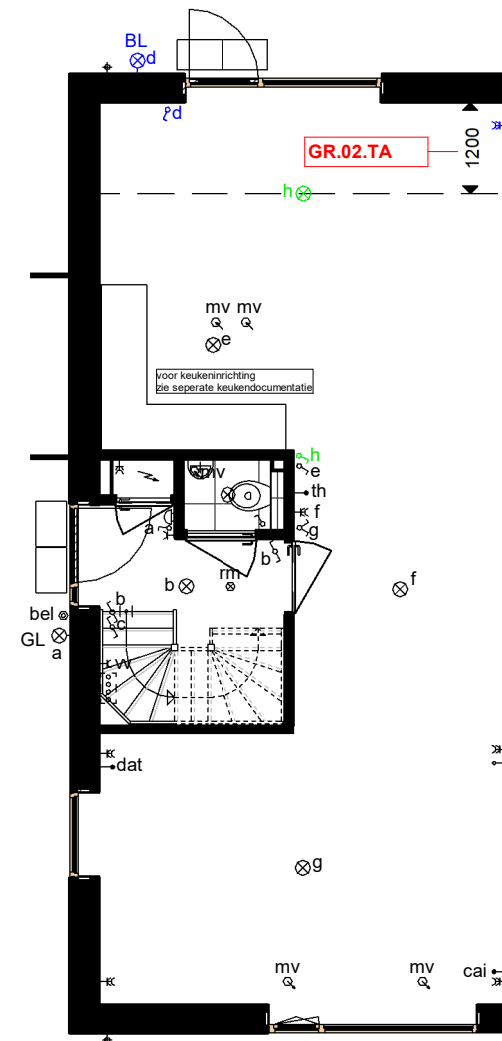 BL
d
d
GR.02.TA
1200
h
mv mv
e
voor keukeninrichting
zie seperate keukendocumentatie
h
e
mv
th
f
a
g
b
m
b
rm
f
b
bel
c
GL
a
vv
dat
g
mv
mv
cai